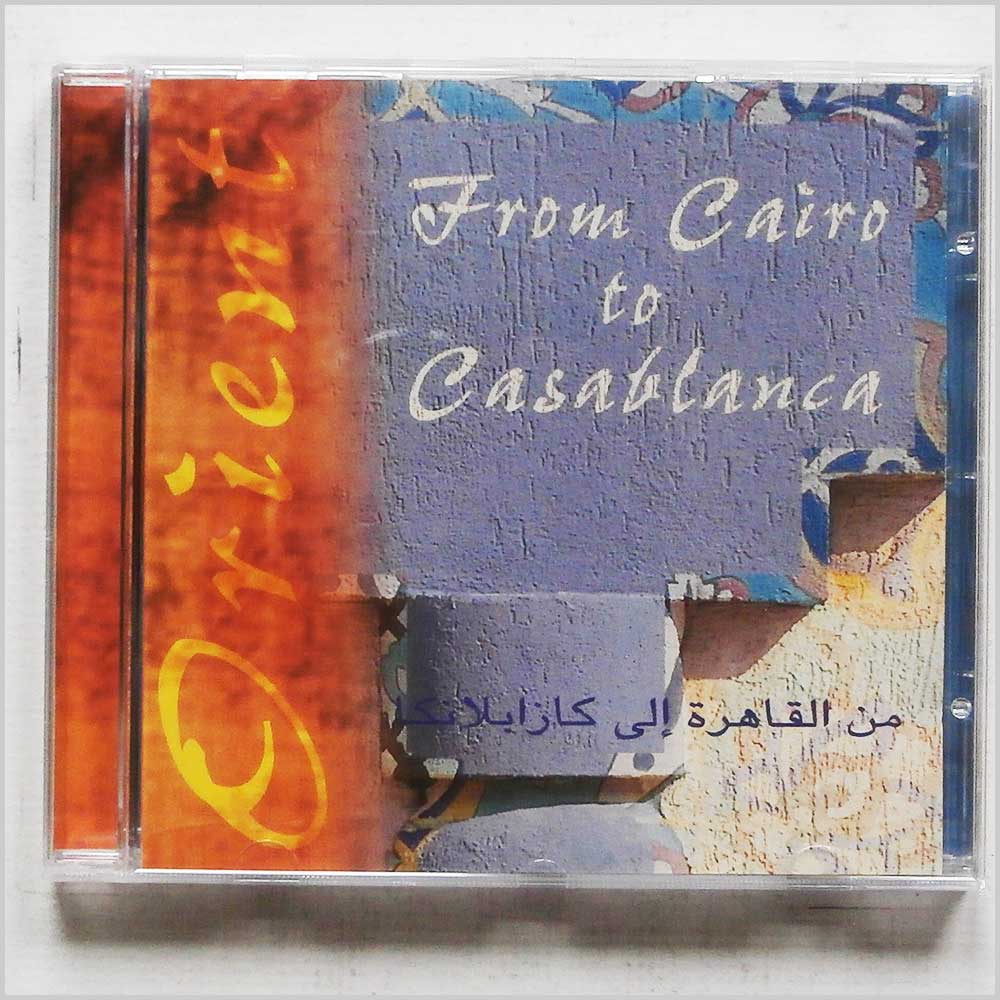 Orient
From Cairo
to
Casablanca
من القاهرة إلى كازابلانكا